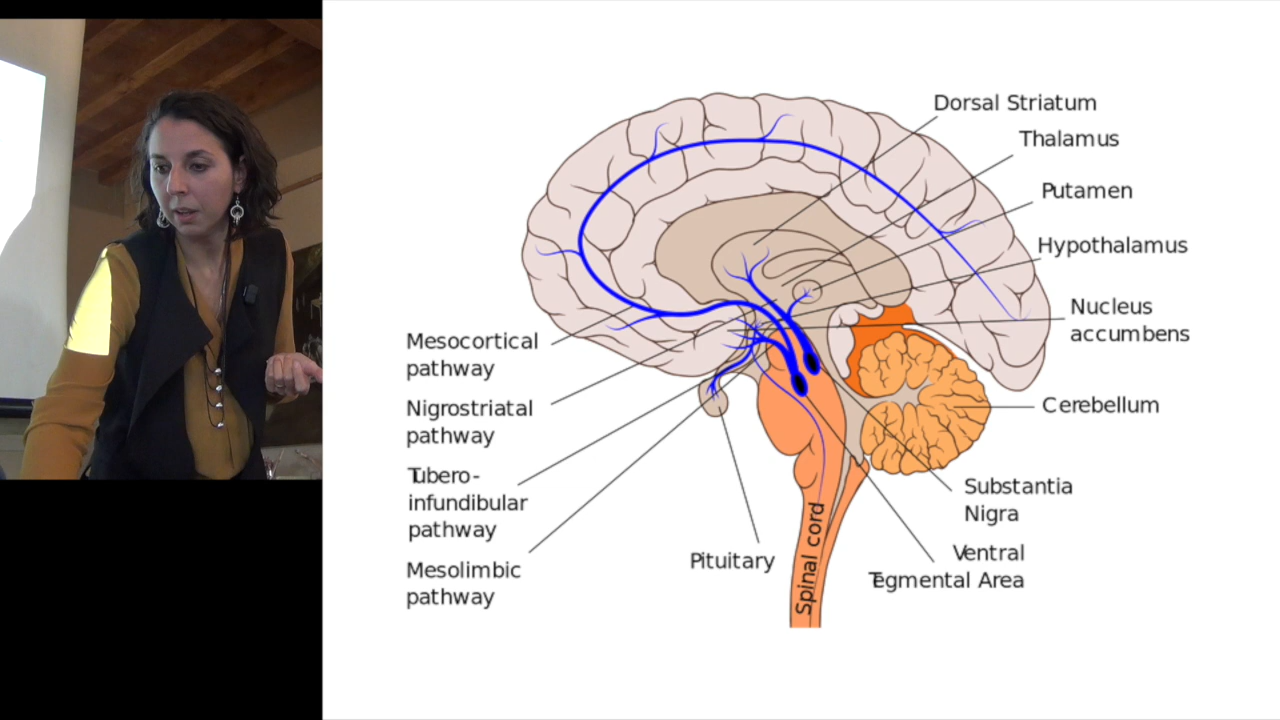 Dorsal Striatum
Thalamus
Putamen
Hypothalamus
Nucleus
accumbens
Mesocortical
pathway
Nigrostriatal
pathway
Cerebellum
Tubero-
infundibular
pathway
Substantia
Nigra
Mesolimbic
pathway
Pituitary
Spinal cord
Ventral
Tegmental Area